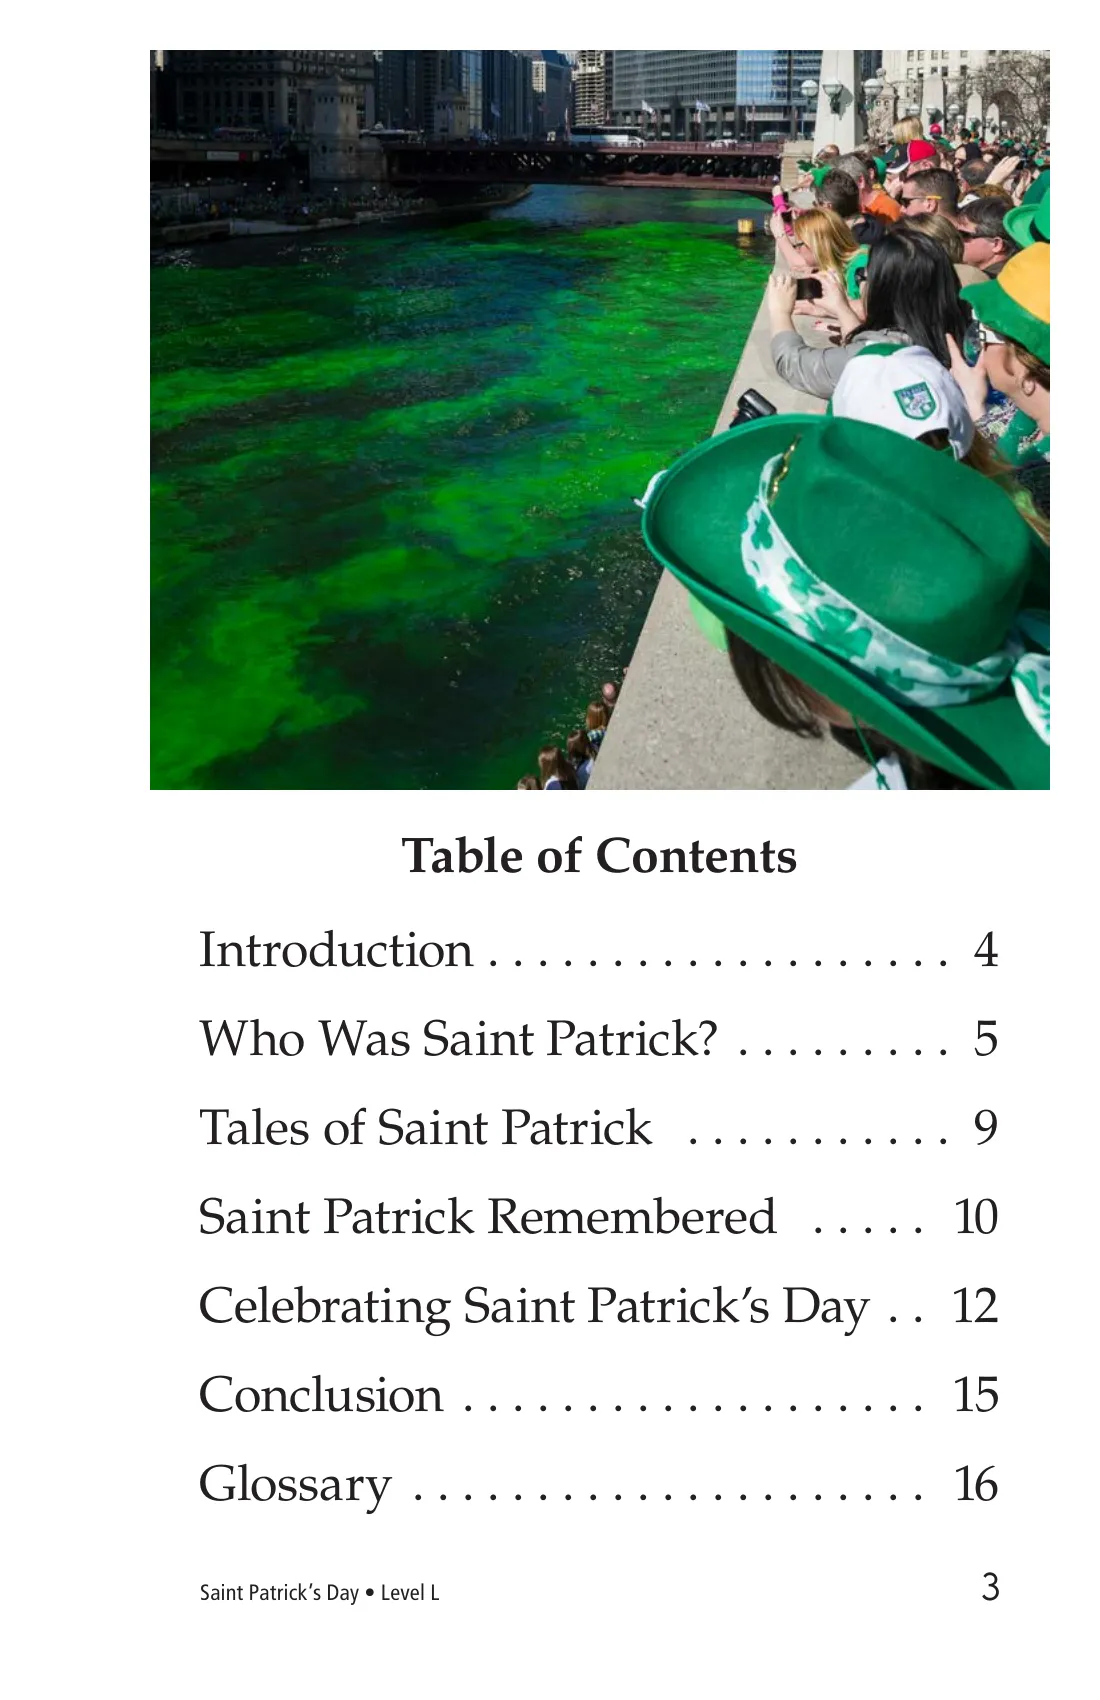 Table of Contents
Introduction . . . . . . . . . . . . . . . . . . . 4
Who Was Saint Patrick? . . . . . . . . . 5
Tales of Saint Patrick . . . . . . . . . . . 9
Saint Patrick Remembered . . . . . 10
Celebrating Saint Patrick’s Day . . 12
Conclusion . . . . . . . . . . . . . . . . . . . 15
Glossary . . . . . . . . . . . . . . . . . . . . . 16
Saint Patrick’s Day • Level L 3